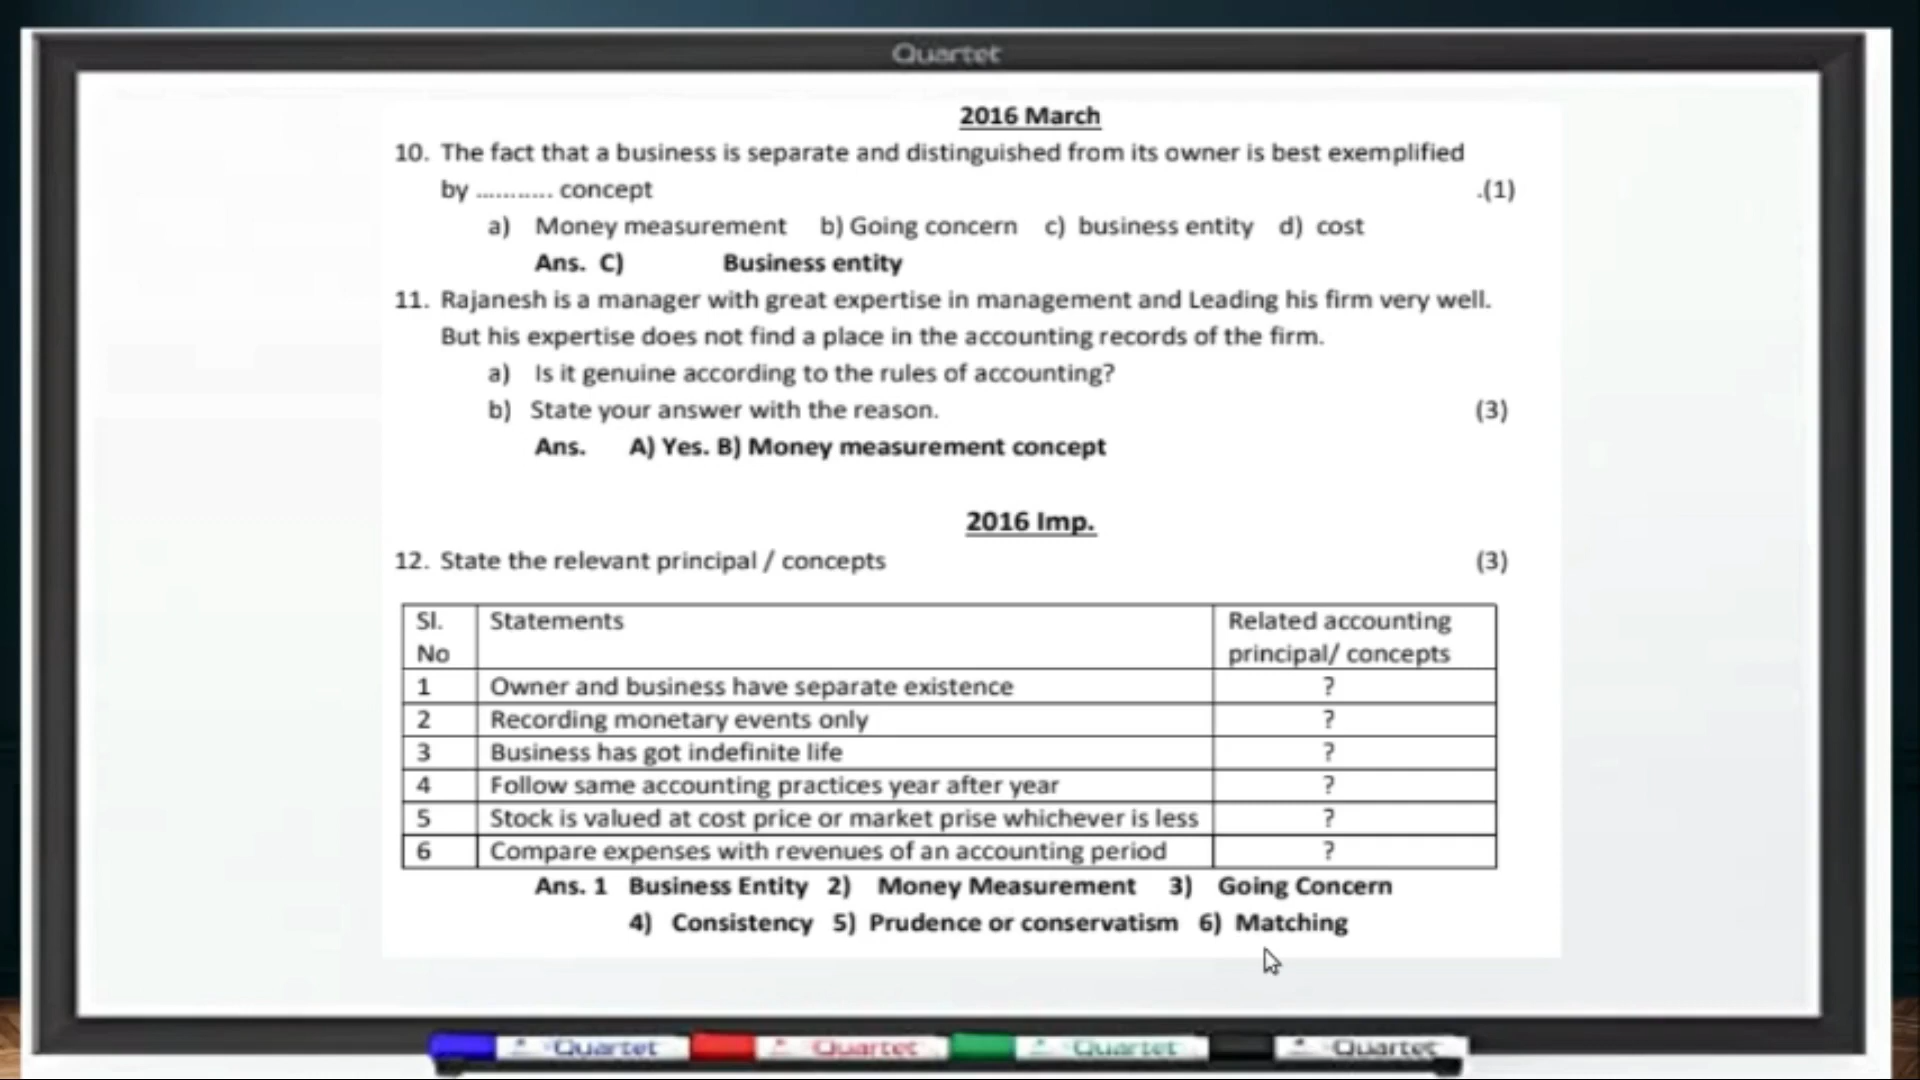 Quartet
2016 March
10. The fact that a business is separate and distinguished from its owner is best exemplified
by ........... concept .(1)
a) Money measurement b) Going concern c) business entity d) cost
Ans. C) Business entity
11. Rajanesh is a manager with great expertise in management and Leading his firm very well.
But his expertise does not find a place in the accounting records of the firm.
a) Is it genuine according to the rules of accounting?
b) State your answer with the reason. (3)
Ans. A) Yes. B) Money measurement concept
2016 Imp.
12. State the relevant principal / concepts (3)
Sl. No Statements Related accounting principal/ concepts
1 Owner and business have separate existence ?
2 Recording monetary events only ?
3 Business has got indefinite life ?
4 Follow same accounting practices year after year ?
5 Stock is valued at cost price or market prise whichever is less ?
6 Compare expenses with revenues of an accounting period ?
Ans. 1 Business Entity 2) Money Measurement 3) Going Concern
4) Consistency 5) Prudence or conservatism 6) Matching
Quartet Quartet Quartet Quartet